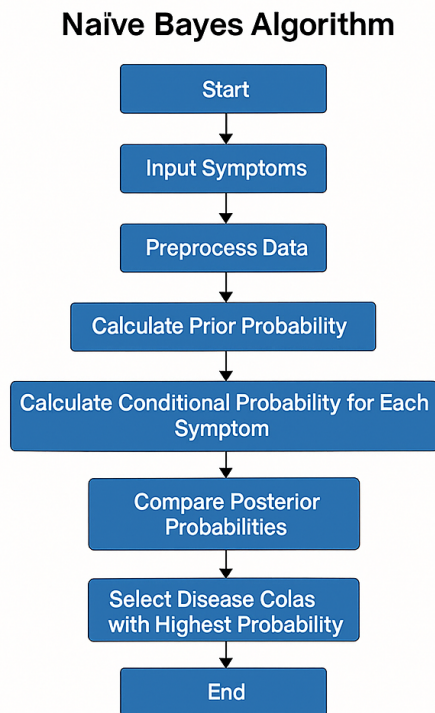 Naïve Bayes Algorithm
Start
Input Symptoms
Preprocess Data
Calculate Prior Probability
Calculate Conditional Probability for Each
Symptom
Compare Posterior
Probabilities
Select Disease Colas
with Highest Probability
End